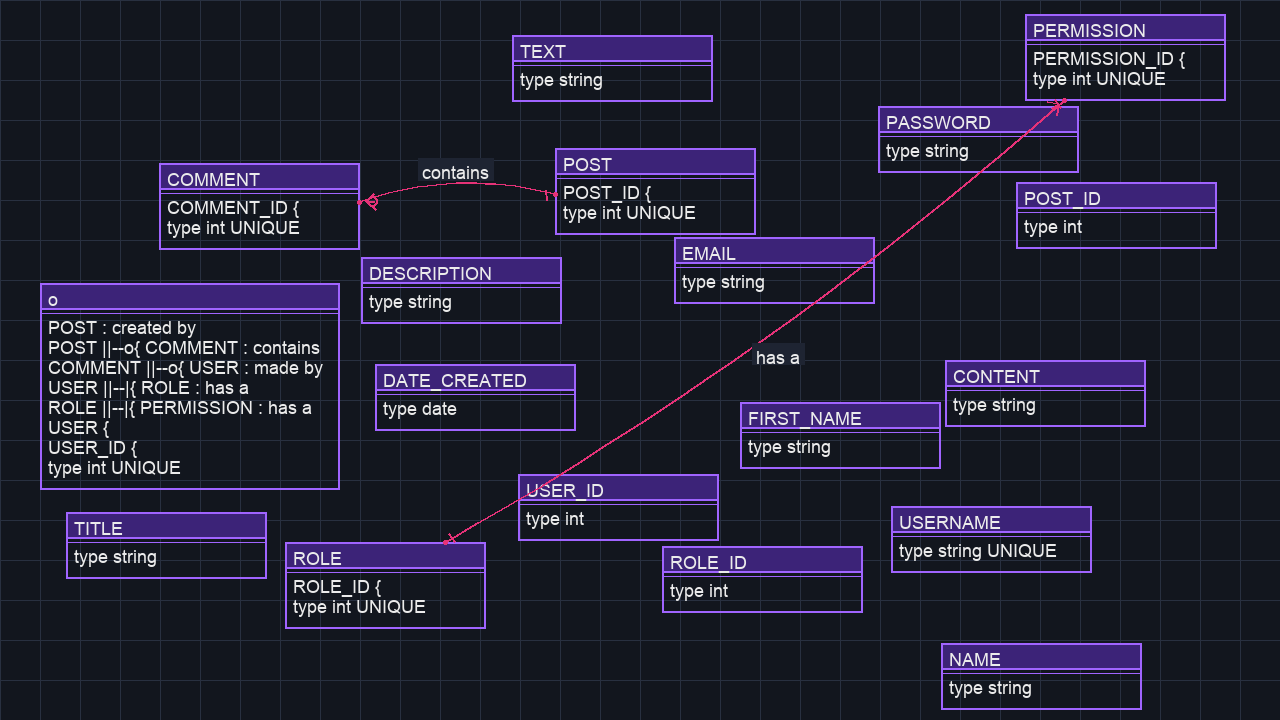 PERMISSION
PERMISSION_ID {
type int UNIQUE
TEXT
type string
PASSWORD
type string
COMMENT
COMMENT_ID {
type int UNIQUE
contains
POST
POST_ID {
type int UNIQUE
POST_ID
type int
EMAIL
type string
DESCRIPTION
type string
o
POST : created by
POST ||--o{ COMMENT : contains
COMMENT ||--o{ USER : made by
USER ||--|{ ROLE : has a
ROLE ||--|{ PERMISSION : has a
USER {
USER_ID {
type int UNIQUE
has a
DATE_CREATED
type date
CONTENT
type string
FIRST_NAME
type string
USER_ID
type int
TITLE
type string
USERNAME
type string UNIQUE
ROLE
ROLE_ID {
type int UNIQUE
ROLE_ID
type int
NAME
type string